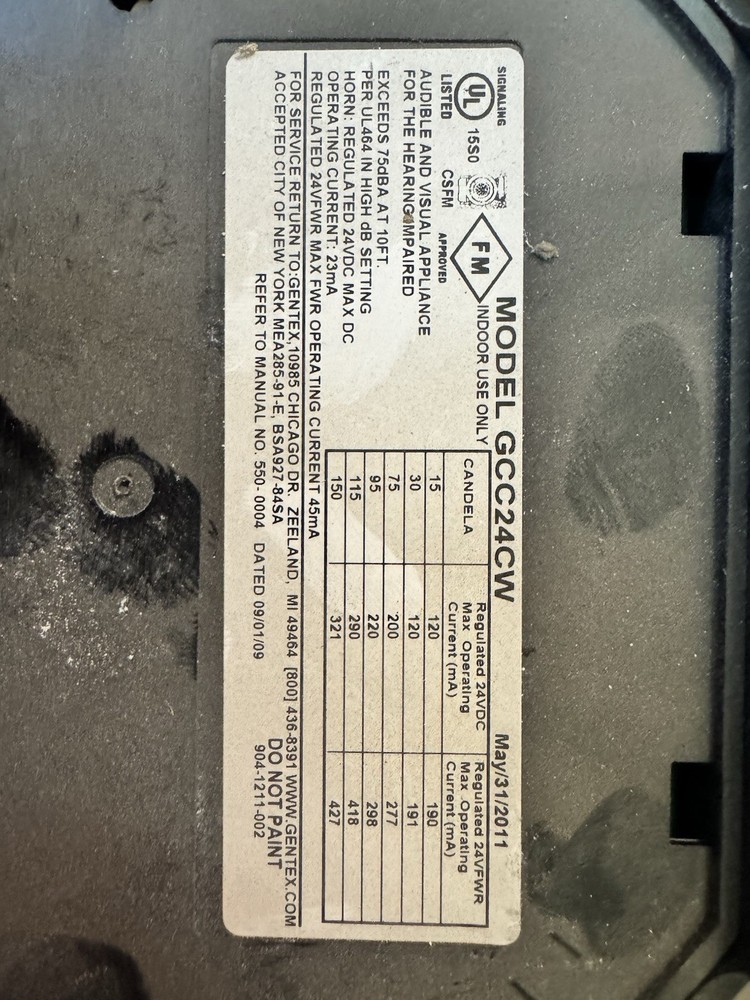 MODEL GCC24CW May/31/2011
SIGNALING
UL 15S0
LISTED
CSFM
FM
APPROVED
INDOOR USE ONLY
AUDIBLE AND VISUAL APPLIANCE
FOR THE HEARING IMPAIRED
EXCEEDS 75dBA AT 10FT.
PER UL464 IN HIGH dB SETTING
HORN: REGULATED 24VDC MAX DC
OPERATING CURRENT: 23mA
REGULATED 24VFWR MAX FWR OPERATING CURRENT 45mA
CANDELA
Regulated 24VDC
Max Operating
Current (mA)
Regulated 24VFWR
Max Operating
Current (mA)
15 120 190
30 120 191
75 200 277
95 220 298
115 290 418
150 321 427
FOR SERVICE RETURN TO:GENTEX,10985 CHICAGO DR. ZEELAND, MI 49464 [800] 436-8391 WWW.GENTEX.COM
ACCEPTED CITY OF NEW YORK MEA285-91-E, BSA927-84SA DO NOT PAINT
REFER TO MANUAL NO. 550-0004 DATED 09/01/09 904-1211-002